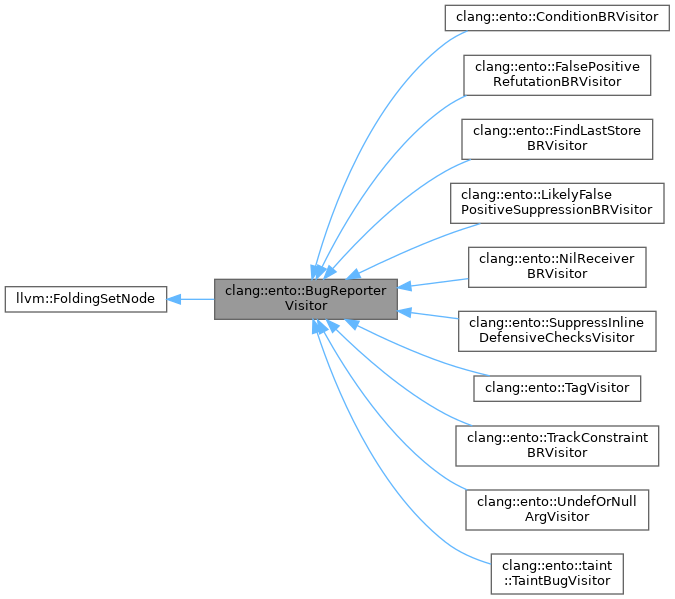 clang::ento::ConditionBRVisitor
clang::ento::FalsePositive
RefutationBRVisitor
clang::ento::FindLastStore
BRVisitor
clang::ento::LikelyFalse
PositiveSuppressionBRVisitor
clang::ento::NilReceiver
BRVisitor
llvm::FoldingSetNode
clang::ento::BugReporter
Visitor
clang::ento::SuppressInline
DefensiveChecksVisitor
clang::ento::TagVisitor
clang::ento::TrackConstraint
BRVisitor
clang::ento::UndefOrNull
ArgVisitor
clang::ento::taint
::TaintBugVisitor